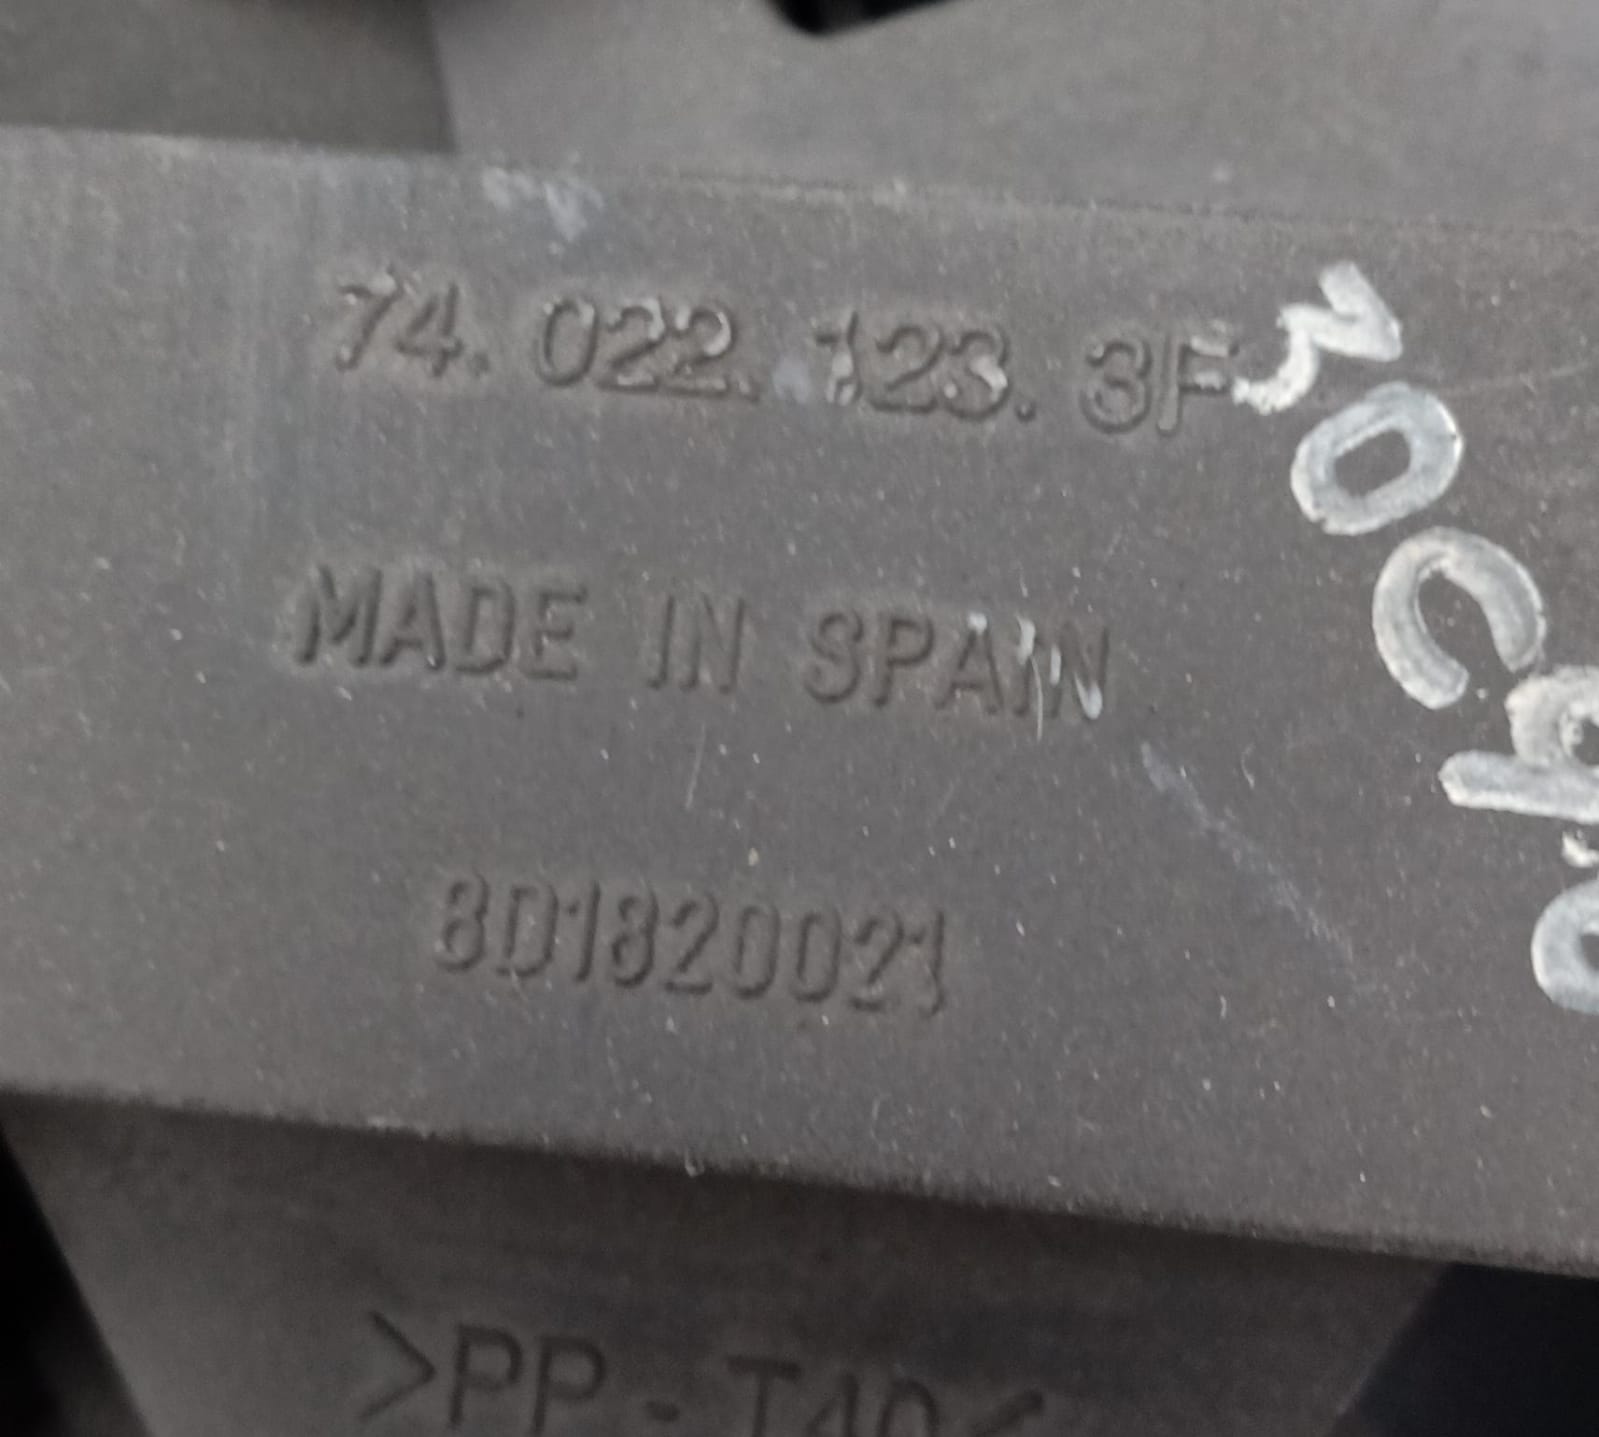 74. 022. 123. 3F
MADE IN SPAIN
8D1820021
>PP - T40<